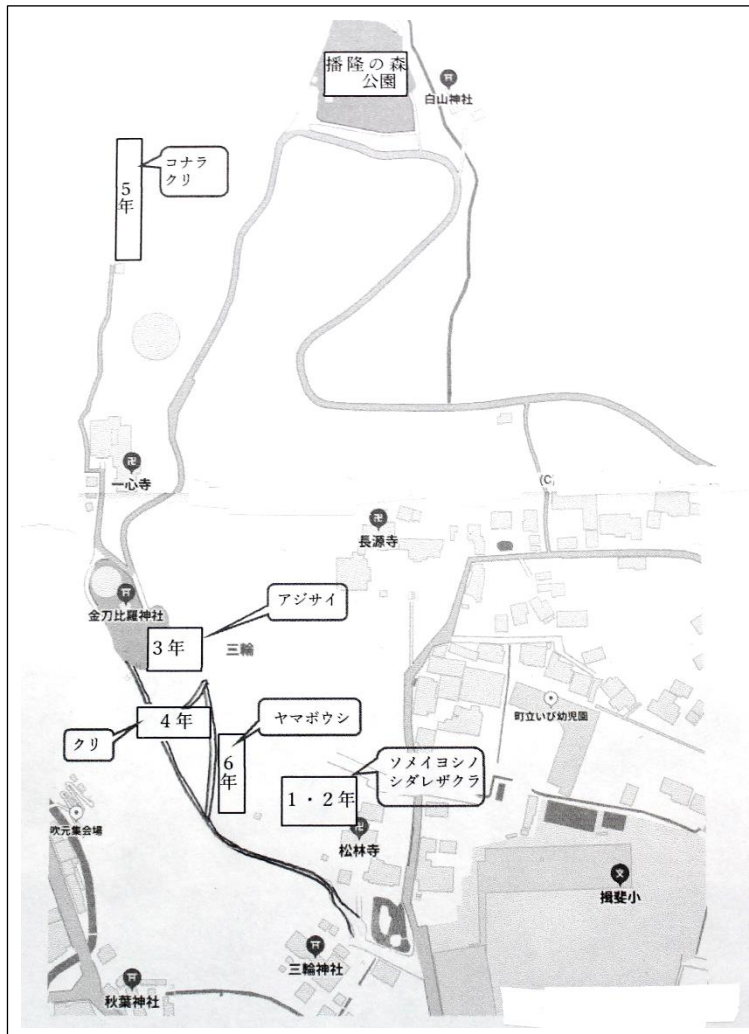 播隆の森
公園
白山神社
コナラ
クリ
5年
一心寺
(C)
長源寺
金刀比羅神社
アジサイ
3年
三輪
4年
クリ
ヤマボウシ
6年
町立いび幼児園
ソメイヨシノ
シダレザクラ
1・2年
吹元集会場
松林寺
揖斐小
三輪神社
秋葉神社